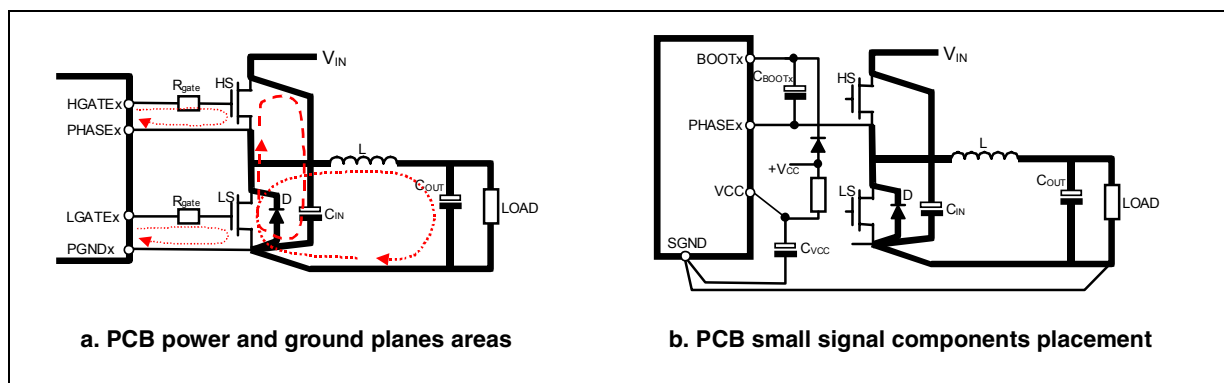 VIN
HS
Rgate
HGATEx
PHASEx
L
COUT
LS
Rgate
D
LGATEx
CIN
LOAD
PGNDx
a. PCB power and ground planes areas
VIN
BOOTx
CBOOTx
HS
PHASEx
L
+VCC
VCC
COUT
LS
D
CIN
LOAD
SGND
CVCC
b. PCB small signal components placement